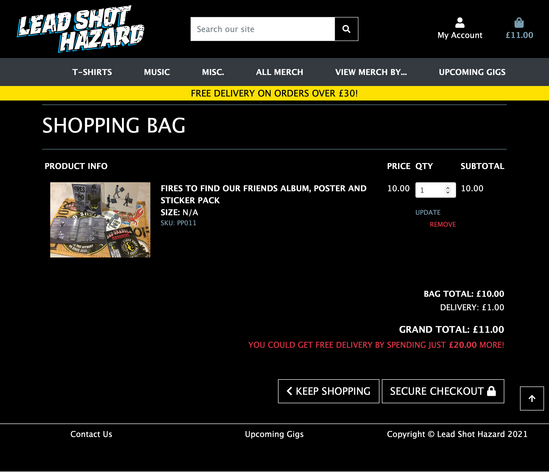 LEAD SHOT
HAZARD
Search our site
My Account
£11.00
T-SHIRTS MUSIC MISC. ALL MERCH VIEW MERCH BY... UPCOMING GIGS
FREE DELIVERY ON ORDERS OVER £30!
SHOPPING BAG
PRODUCT INFO PRICE QTY SUBTOTAL
FIRES TO FIND OUR FRIENDS ALBUM, POSTER AND 10.00 1 10.00
STICKER PACK
SIZE: N/A
SKU: PP011
UPDATE
REMOVE
BAG TOTAL: £10.00
DELIVERY: £1.00
GRAND TOTAL: £11.00
YOU COULD GET FREE DELIVERY BY SPENDING JUST £20.00 MORE!
KEEP SHOPPING SECURE CHECKOUT
Contact Us Upcoming Gigs Copyright © Lead Shot Hazard 2021